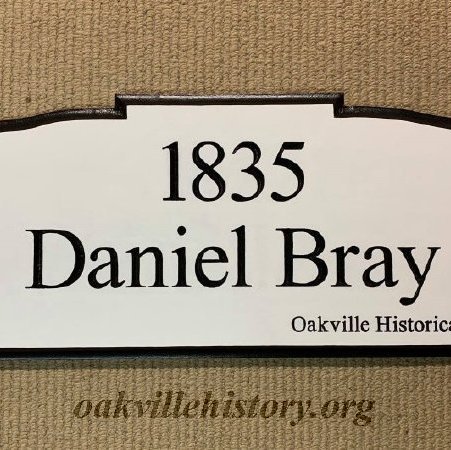 1835
Daniel Bray
Oakville Historica
oakvillehistory.org